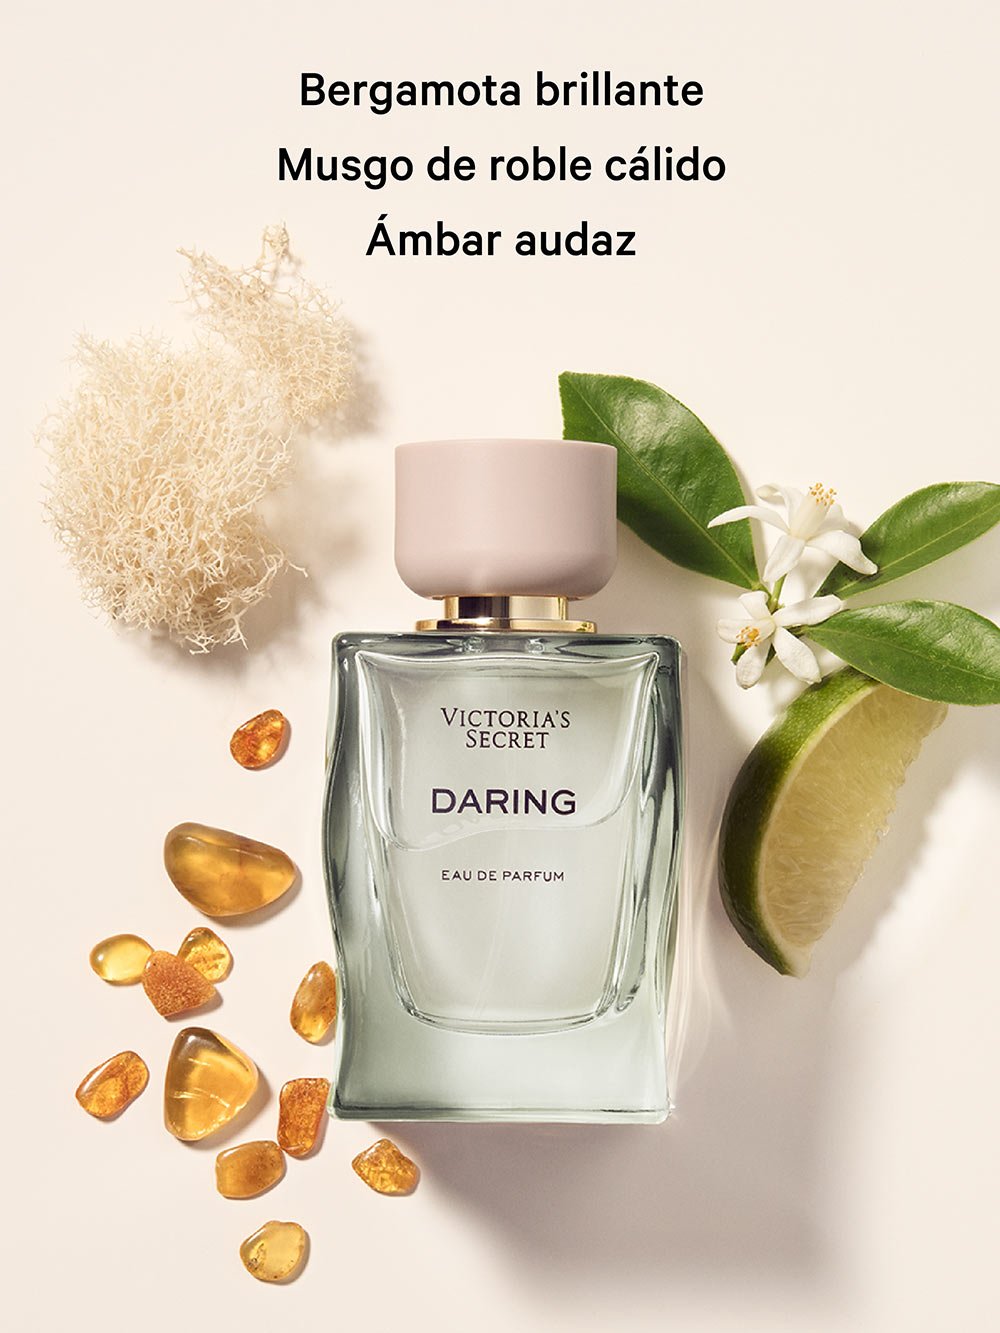 Bergamota brillante
Musgo de roble cálido
Ámbar audaz
VICTORIA'S
SECRET
DARING
EAU DE PARFUM